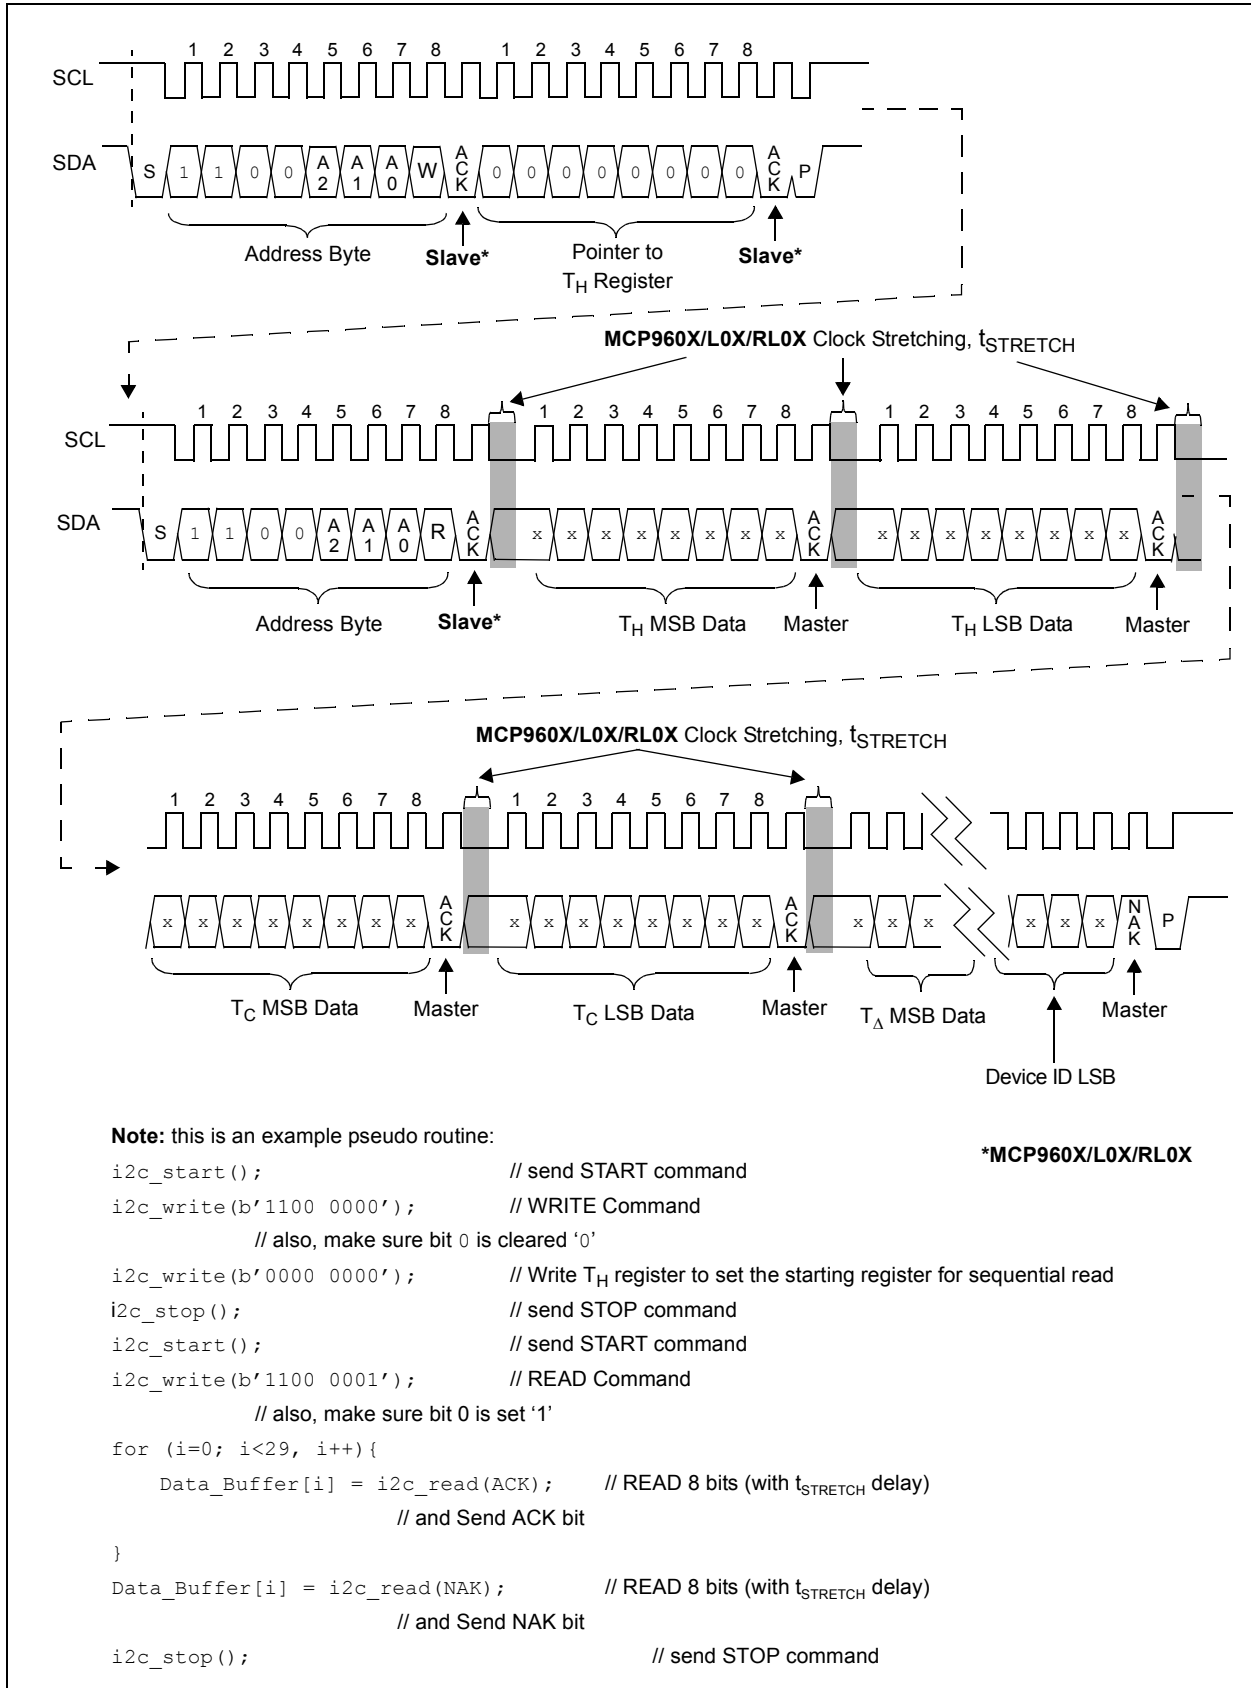 1 2 3 4 5 6 7 8 1 2 3 4 5 6 7 8
SCL
SDA S 1 1 0 0 A2 A1 A0 W ACK 0 0 0 0 0 0 0 0 ACK P
Address Byte Slave* Pointer to Slave*
TH Register
MCP960X/L0X/RL0X Clock Stretching, tSTRETCH
1 2 3 4 5 6 7 8 1 2 3 4 5 6 7 8 1 2 3 4 5 6 7 8
SCL
SDA S 1 1 0 0 A2 A1 A0 R ACK x x x x x x x x ACK x x x x x x x x ACK
Address Byte Slave* TH MSB Data Master TH LSB Data Master
MCP960X/L0X/RL0X Clock Stretching, tSTRETCH
1 2 3 4 5 6 7 8 1 2 3 4 5 6 7 8
x x x x x x x x ACK x x x x x x x x ACK x x x x x x NAK P
TC MSB Data Master TC LSB Data Master TΔ MSB Data Master
Device ID LSB
Note: this is an example pseudo routine:
*MCP960X/L0X/RL0X
i2c_start(); // send START command
i2c_write(b’1100 0000’); // WRITE Command
// also, make sure bit 0 is cleared ‘0’
i2c_write(b’0000 0000’); // Write TH register to set the starting register for sequential read
i2c_stop(); // send STOP command
i2c_start(); // send START command
i2c_write(b’1100 0001’); // READ Command
// also, make sure bit 0 is set ‘1’
for (i=0; i<29, i++){
Data_Buffer[i] = i2c_read(ACK); // READ 8 bits (with tSTRETCH delay)
// and Send ACK bit
}
Data_Buffer[i] = i2c_read(NAK); // READ 8 bits (with tSTRETCH delay)
// and Send NAK bit
i2c_stop(); // send STOP command